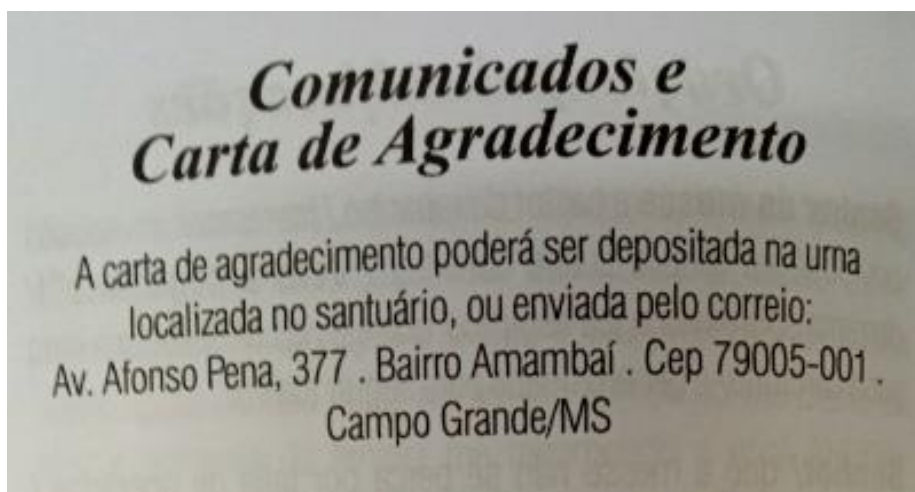 Comunicados e
Carta de Agradecimento
A carta de agradecimento poderá ser depositada na urna
localizada no santuário, ou enviada pelo correio:
Av. Afonso Pena, 377 . Bairro Amambaí . Cep 79005-001 .
Campo Grande/MS